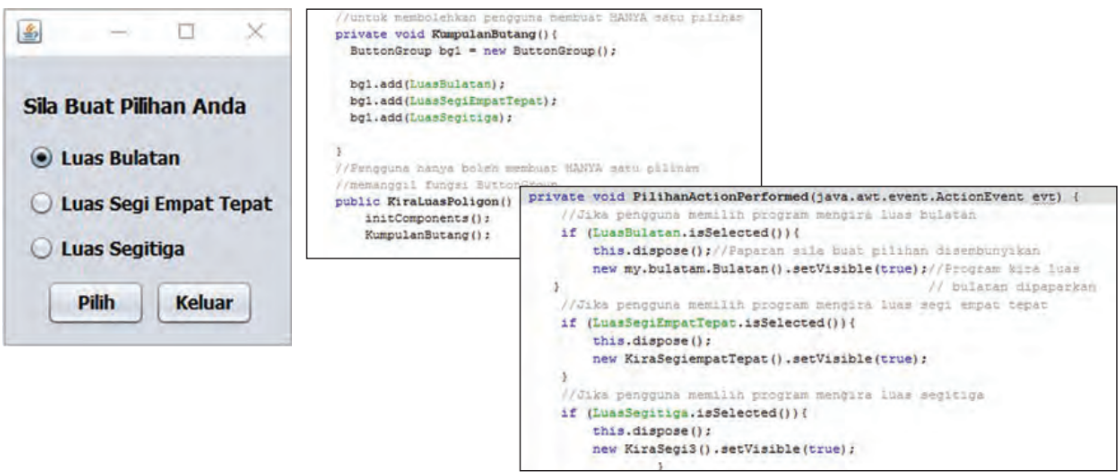 Sila Buat Pilihan Anda
Luas Bulatan
Luas Segi Empat Tepat
Luas Segitiga
Pilih Keluar
//untuk membolehkan pengguna membuat HANYA satu pilihan
private void KumpulanButang(){
ButtonGroup bg1 = new ButtonGroup();
bg1.add(LuasBulatan);
bg1.add(LuasSegiEmpatTepat);
bg1.add(LuasSegitiga);
}
//Pengguna hanya boleh membuat HANYA satu pilihan
//memanggil fungsi ButtonGroup
public KiraLuasPoligon()
initComponents();
KumpulanButang();
private void PilihanActionPerformed(java.awt.event.ActionEvent evt) {
//Jika pengguna memilih program mengira luas bulatan
if (LuasBulatan.isSelected()){
this.dispose();//Paparan sila buat pilihan disembunyikan
new my.bulatam.Bulatan().setVisible(true);//Program kira luas
} // bulatan dipaparkan
//Jika pengguna memilih program mengira luas segi empat tepat
if (LuasSegiEmpatTepat.isSelected()){
this.dispose();
new KiraSegiempatTepat().setVisible(true);
}
//Jika pengguna memilih program mengira luas segitiga
if (LuasSegitiga.isSelected()){
this.dispose();
new KiraSegi3().setVisible(true);
}